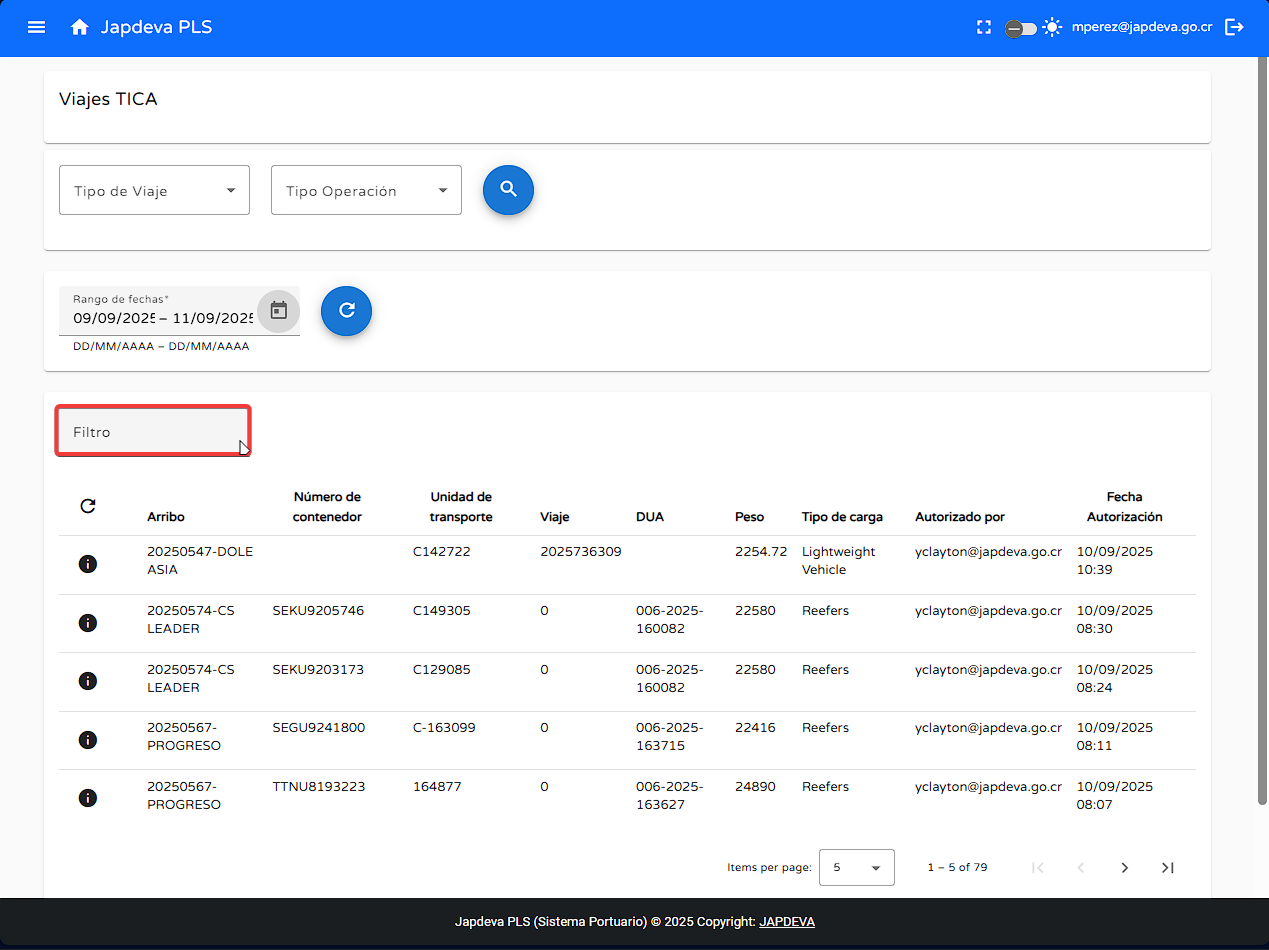 Japdeva PLS
mperez@japdeva.go.cr
Viajes TICA
Tipo de Viaje
Tipo Operación
Rango de fechas*
09/09/2025 – 11/09/2025
DD/MM/AAAA – DD/MM/AAAA
Filtro
Arribo Número de contenedor Unidad de transporte Viaje DUA Peso Tipo de carga Autorizado por Fecha Autorización
20250547-DOLE C142722 2025736309 2254.72 Lightweight yclayton@japdeva.go.cr 10/09/2025
ASIA Vehicle 10:39
20250574-CS SEKU9205746 C149305 0 006-2025- 22580 Reefers yclayton@japdeva.go.cr 10/09/2025
LEADER 160082 08:30
20250574-CS SEKU9203173 C129085 0 006-2025- 22580 Reefers yclayton@japdeva.go.cr 10/09/2025
LEADER 160082 08:24
20250567- SEGU9241800 C-163099 0 006-2025- 22416 Reefers yclayton@japdeva.go.cr 10/09/2025
PROGRESO 163715 08:11
20250567- TTNU8193223 164877 0 006-2025- 24890 Reefers yclayton@japdeva.go.cr 10/09/2025
PROGRESO 163627 08:07
Items per page: 5 1 – 5 of 79
Japdeva PLS (Sistema Portuario) © 2025 Copyright: JAPDEVA